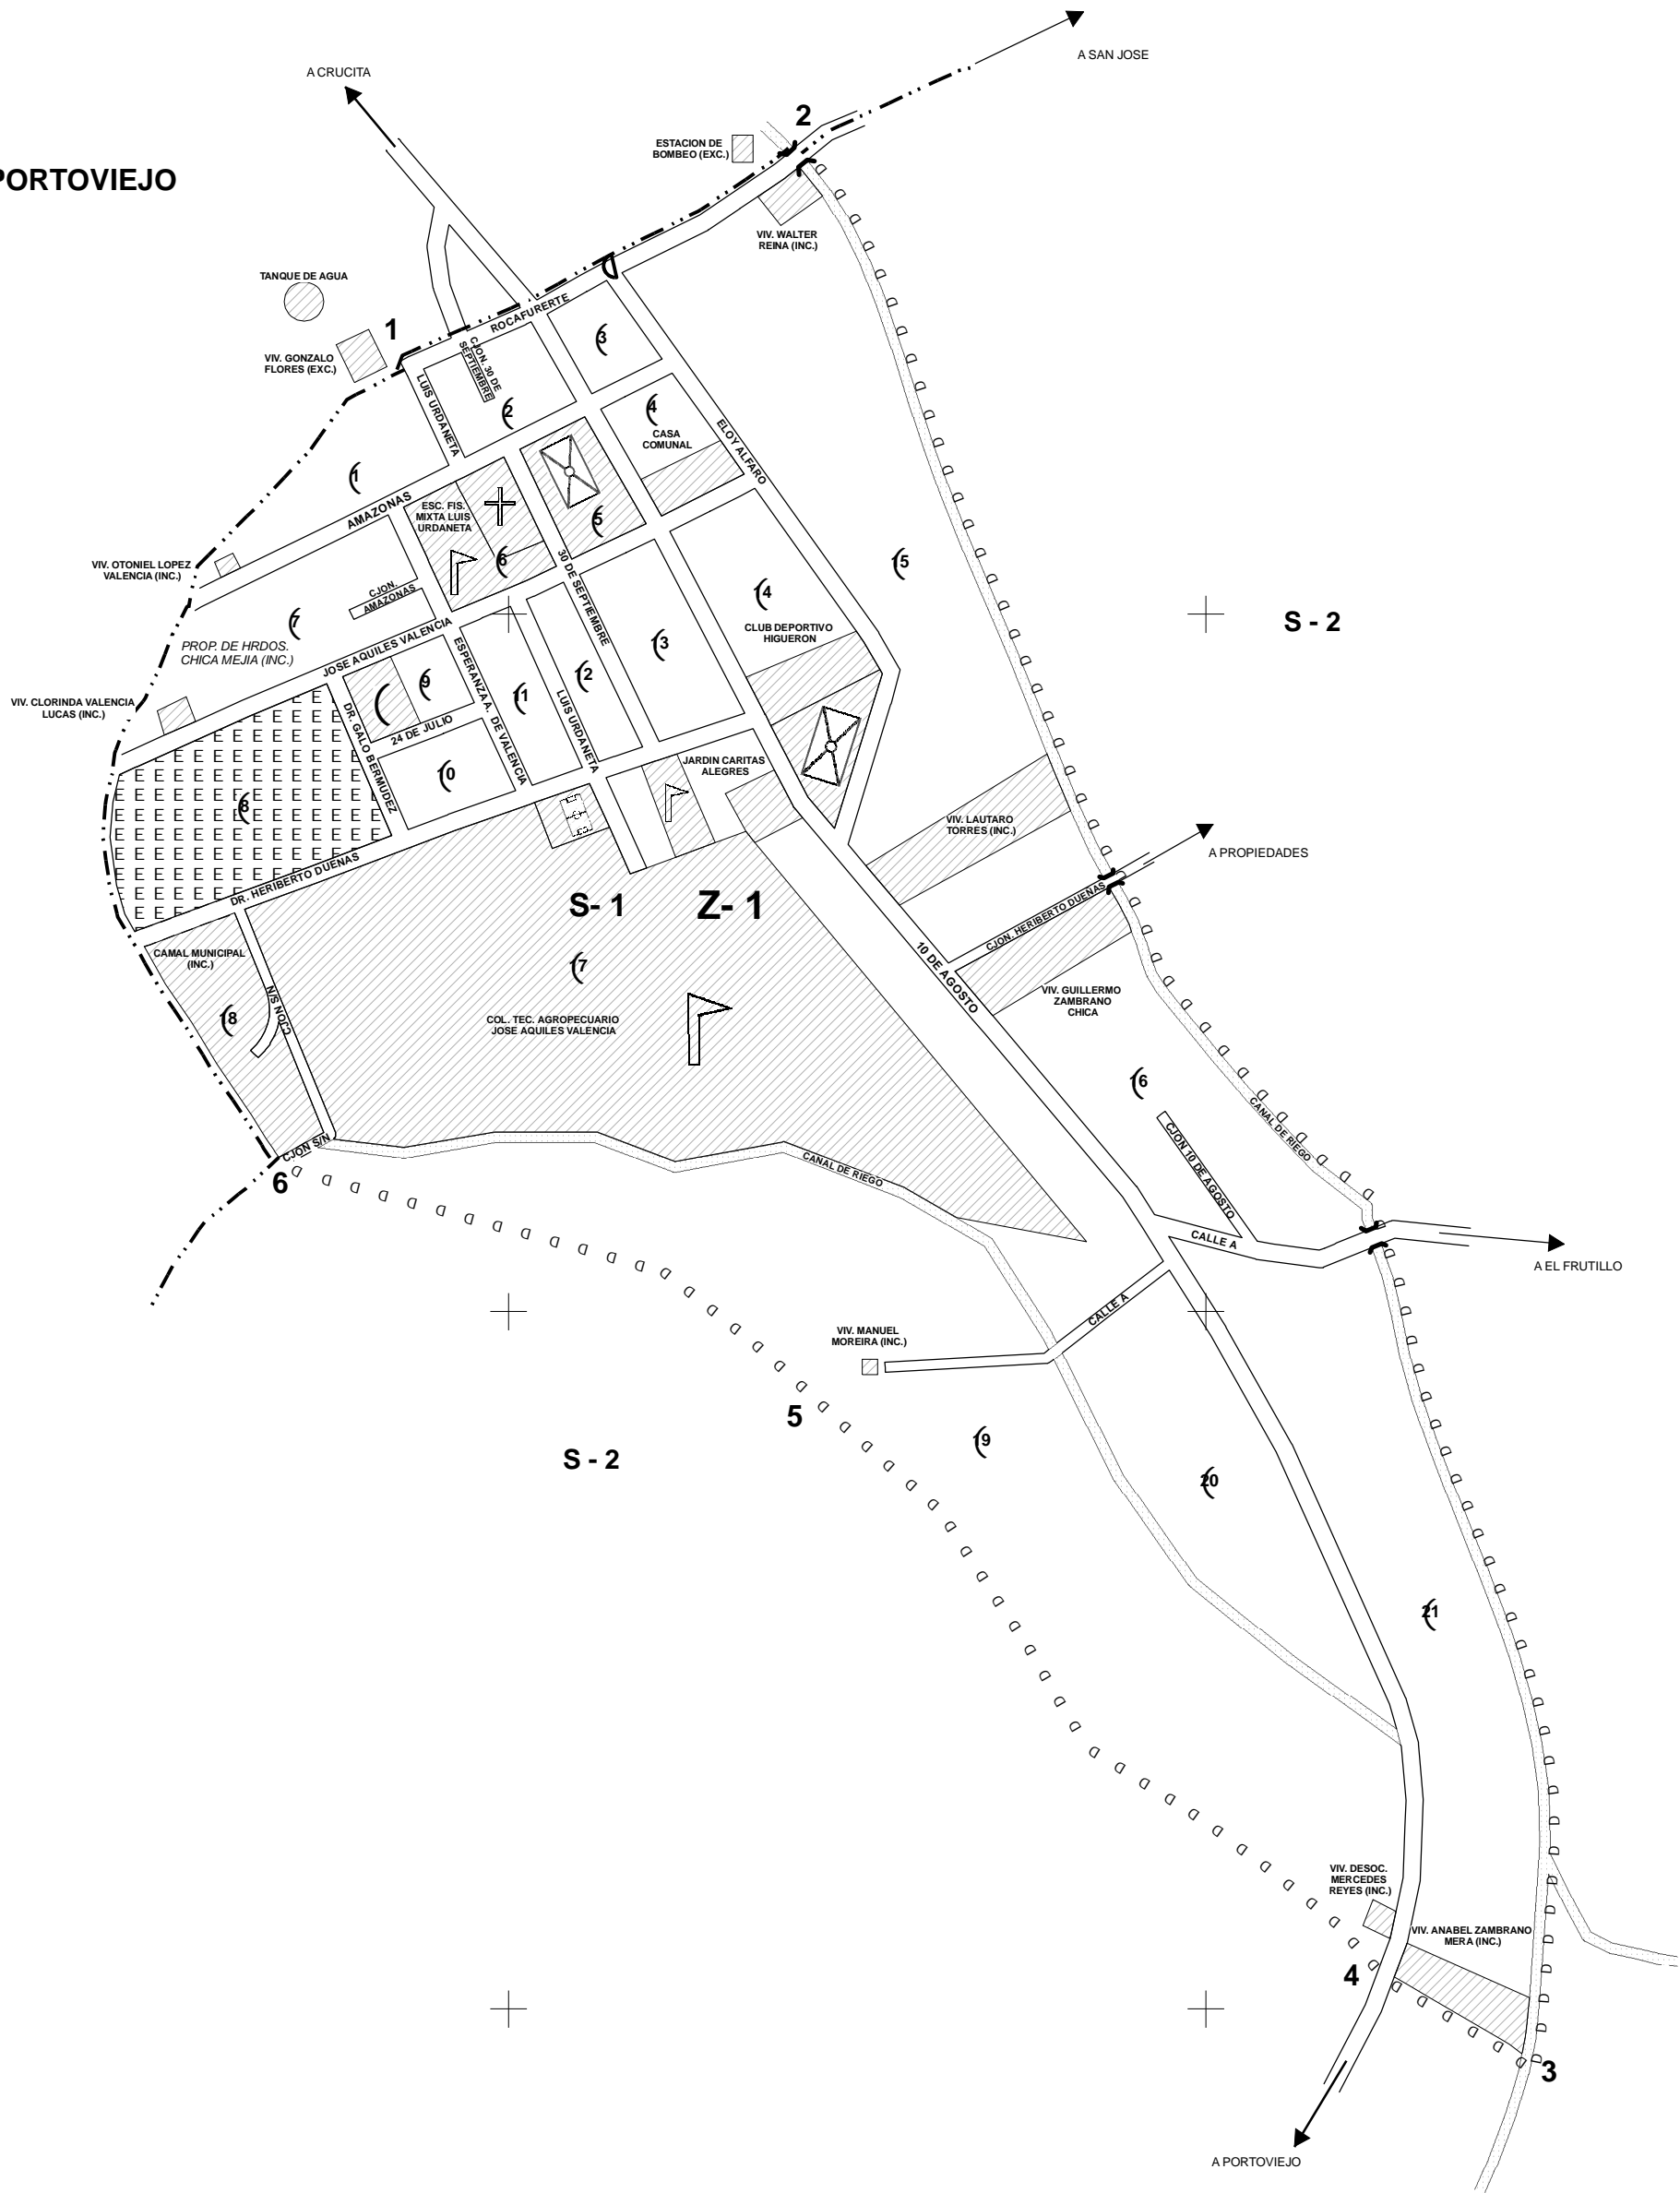 A SAN JOSE
A CRUCITA
2
ESTACION DE
BOMBEO (EXC.)
PORTOVIEJO
VIV. WALTER
REINA (INC.)
TANQUE DE AGUA
ROCAFURERTE
1
VIV. GONZALO
FLORES (EXC.)
CJON. 30 DE
SEPTIEMBRE
LUIS URDANETA
3
2
4
CASA
COMUNAL
ELOY ALFARO
1
AMAZONAS
ESC. FIS.
MIXTA LUIS
URDANETA
5
6
30 DE SEPTIEMBRE
15
VIV. OTONIEL LOPEZ
VALENCIA (INC.)
CJON.
AMAZONAS
7
14
S - 2
PROP. DE HRDOS.
CHICA MEJIA (INC.)
JOSE AQUILES VALENCIA
CLUB DEPORTIVO
HIGUERON
13
ESPERANZA A. DE VALENCIA
9
12
11
LUIS URDANETA
VIV. CLORINDA VALENCIA
LUCAS (INC.)
DR. GALO BERMUDEZ
24 DE JULIO
E E E E E E E E E E E E E E
10
JARDIN CARITAS
ALEGRES
8
VIV. LAUTARO
TORRES (INC.)
A PROPIEDADES
DR. HERIBERTO DUEÑAS
S- 1
Z- 1
CJON. HERIBERTO DUEÑAS
CAMAL MUNICIPAL
(INC.)
17
10 DE AGOSTO
VIV. GUILLERMO
ZAMBRANO
CHICA
18
CJON S/N
COL. TEC. AGROPECUARIO
JOSE AQUILES VALENCIA
16
CANAL DE RIEGO
CJON 10 DE AGOSTO
CJON S/N
6
CANAL DE RIEGO
CALLE A
A EL FRUTILLO
CALLE A
VIV. MANUEL
MOREIRA (INC.)
5
19
S - 2
20
21
VIV. DESOC.
MERCEDES
REYES (INC.)
VIV. ANABEL ZAMBRANO
MERA (INC.)
4
3
A PORTOVIEJO